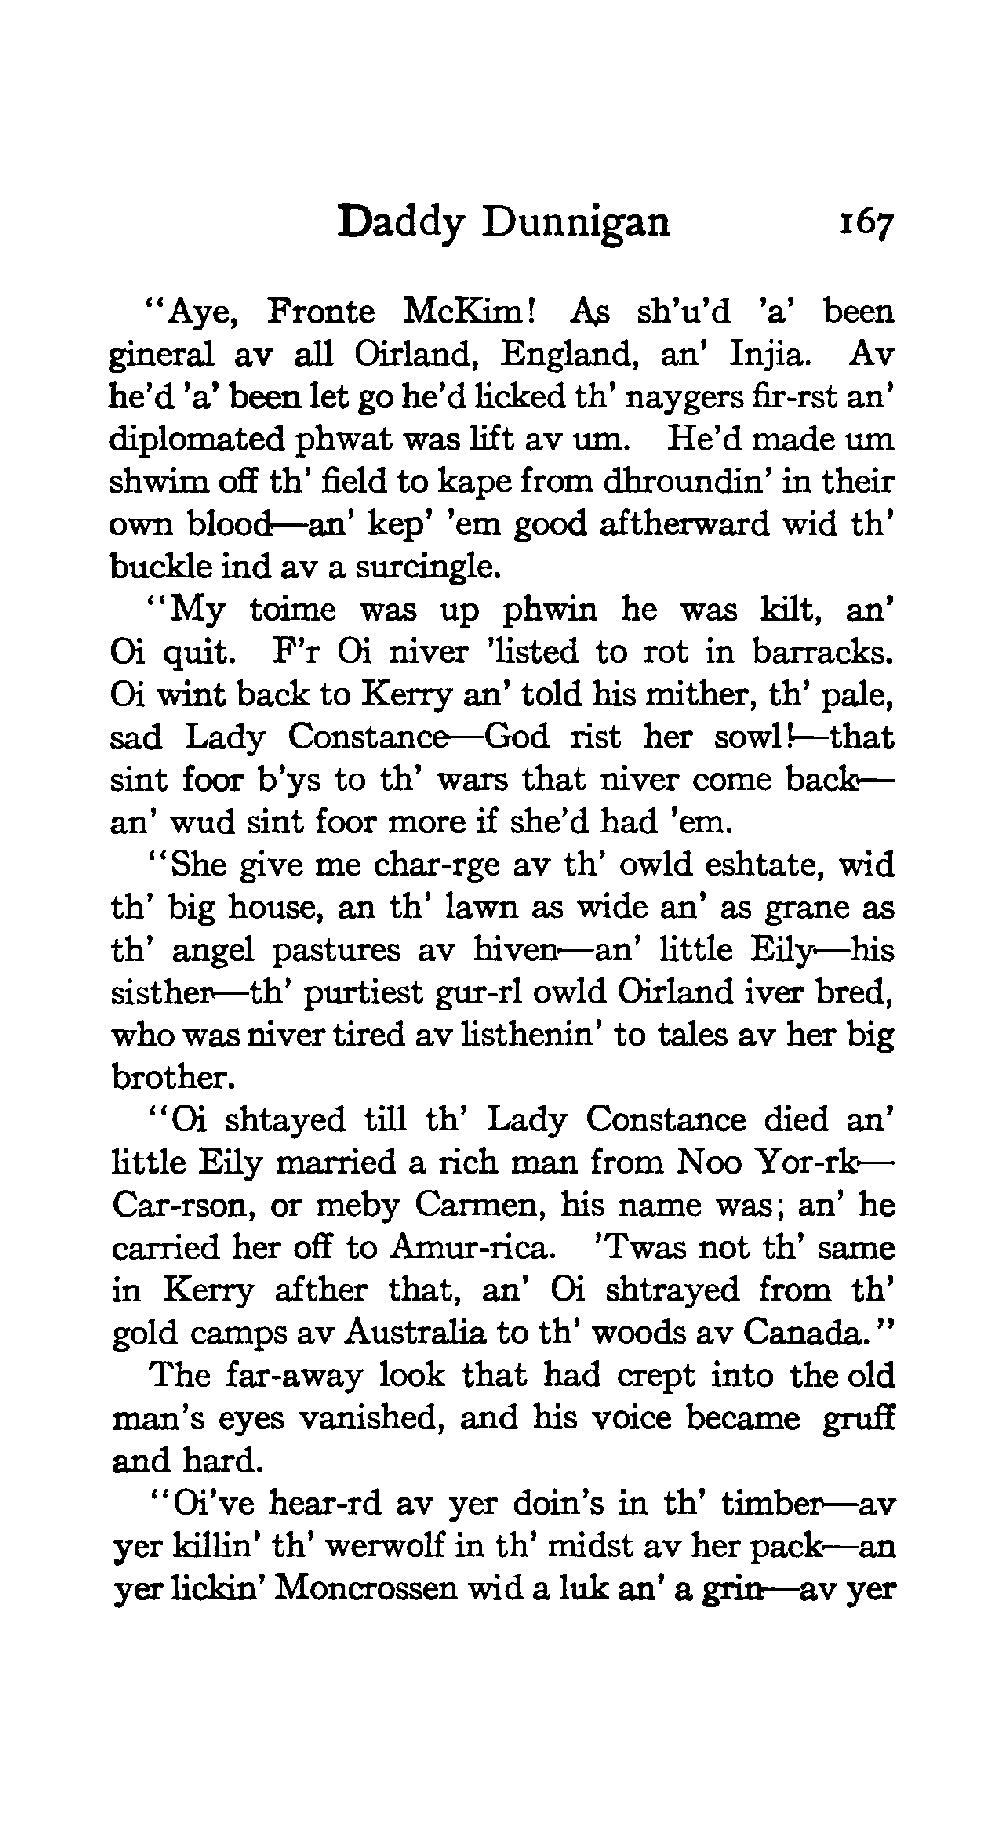 Daddy Dunnigan 167
"Aye, Fronte McKim! As sh'u'd 'a' been
gineral av all Oirland, England, an' Injia. Av
he'd 'a' been let go he'd licked th' naygers fir-rst an'
diplomated phwat was lift av um. He'd made um
shwim off th' field to kape from dhroundin' in their
own blood—an' kep' 'em good aftherward wid th'
buckle ind av a surcingle.
"My toime was up phwin he was kilt, an'
Oi quit. F'r Oi niver 'listed to rot in barracks.
Oi wint back to Kerry an' told his mither, th' pale,
sad Lady Constance—God rist her sowl!—that
sint foor b'ys to th' wars that niver come back—
an' wud sint foor more if she'd had 'em.
"She give me char-rge av th' owld eshtate, wid
th' big house, an th' lawn as wide an' as grane as
th' angel pastures av hiven—an' little Eily—his
sisther—th' purtiest gur-rl owld Oirland iver bred,
who was niver tired av listhenin' to tales av her big
brother.
"Oi shtayed till th' Lady Constance died an'
little Eily married a rich man from Noo Yor-rk—
Car-rson, or meby Carmen, his name was; an' he
carried her off to Amur-rica. 'Twas not th' same
in Kerry afther that, an' Oi shtrayed from th'
gold camps av Australia to th' woods av Canada."
The far-away look that had crept into the old
man's eyes vanished, and his voice became gruff
and hard.
"Oi've hear-rd av yer doin's in th' timber—av
yer killin' th' werwolf in th' midst av her pack—an
yer lickin' Moncrossen wid a luk an' a grin—av yer